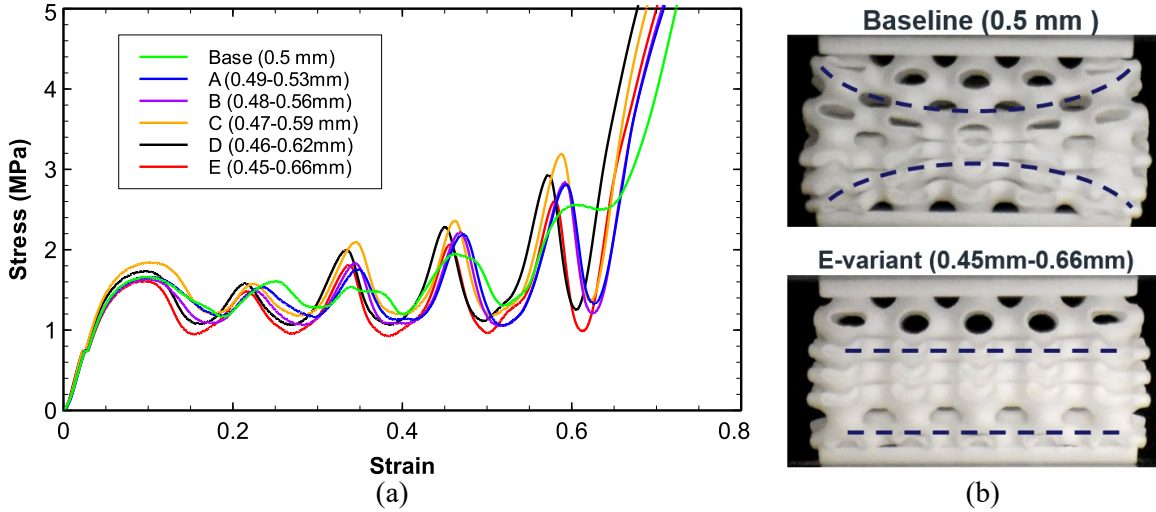 5
4
3
2
1
0
Stress (MPa)
Base (0.5 mm)
A (0.49-0.53mm)
B (0.48-0.56mm)
C (0.47-0.59 mm)
D (0.46-0.62mm)
E (0.45-0.66mm)
0 0.2 0.4 0.6 0.8
Strain
(a)
Baseline (0.5 mm )
E-variant (0.45mm-0.66mm)
(b)